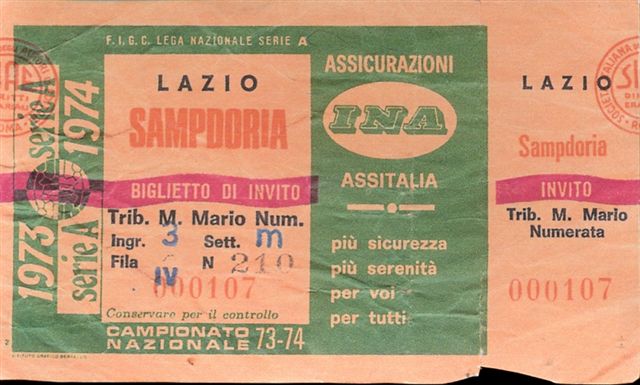 F.I.G.C. LEGA NAZIONALE SERIE A
LAZIO
SAMPDORIA
BIGLIETTO DI INVITO
Trib. M. Mario Num.
Ingr. 3 Sett. m
Fila IV N 210
000107
Conservare per il controllo
CAMPIONATO
NAZIONALE 73-74
1973 serie A
serie A 1974
ASSICURAZIONI
INA
ASSITALIA
più sicurezza
più serenità
per voi
per tutti
LAZIO
Sampdoria
INVITO
Trib. M. Mario
Numerata
000107